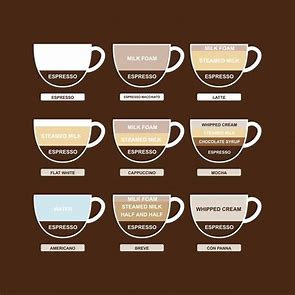 ESPRESSO
ESPRESSO
MILK FOAM
ESPRESSO
ESPRESSO MACCHIATO
MILK FOAM
STEAMED MILK
ESPRESSO
LATTE
STEAMED MILK
ESPRESSO
FLAT WHITE
MILK FOAM
STEAMED MILK
ESPRESSO
CAPPUCCINO
WHIPPED CREAM
STEAMED MILK
CHOCOLATE SYRUP
ESPRESSO
MOCHA
WATER
ESPRESSO
AMERICANO
MILK FOAM
STEAMED MILK
HALF AND HALF
ESPRESSO
BREVE
WHIPPED CREAM
ESPRESSO
CON PANNA